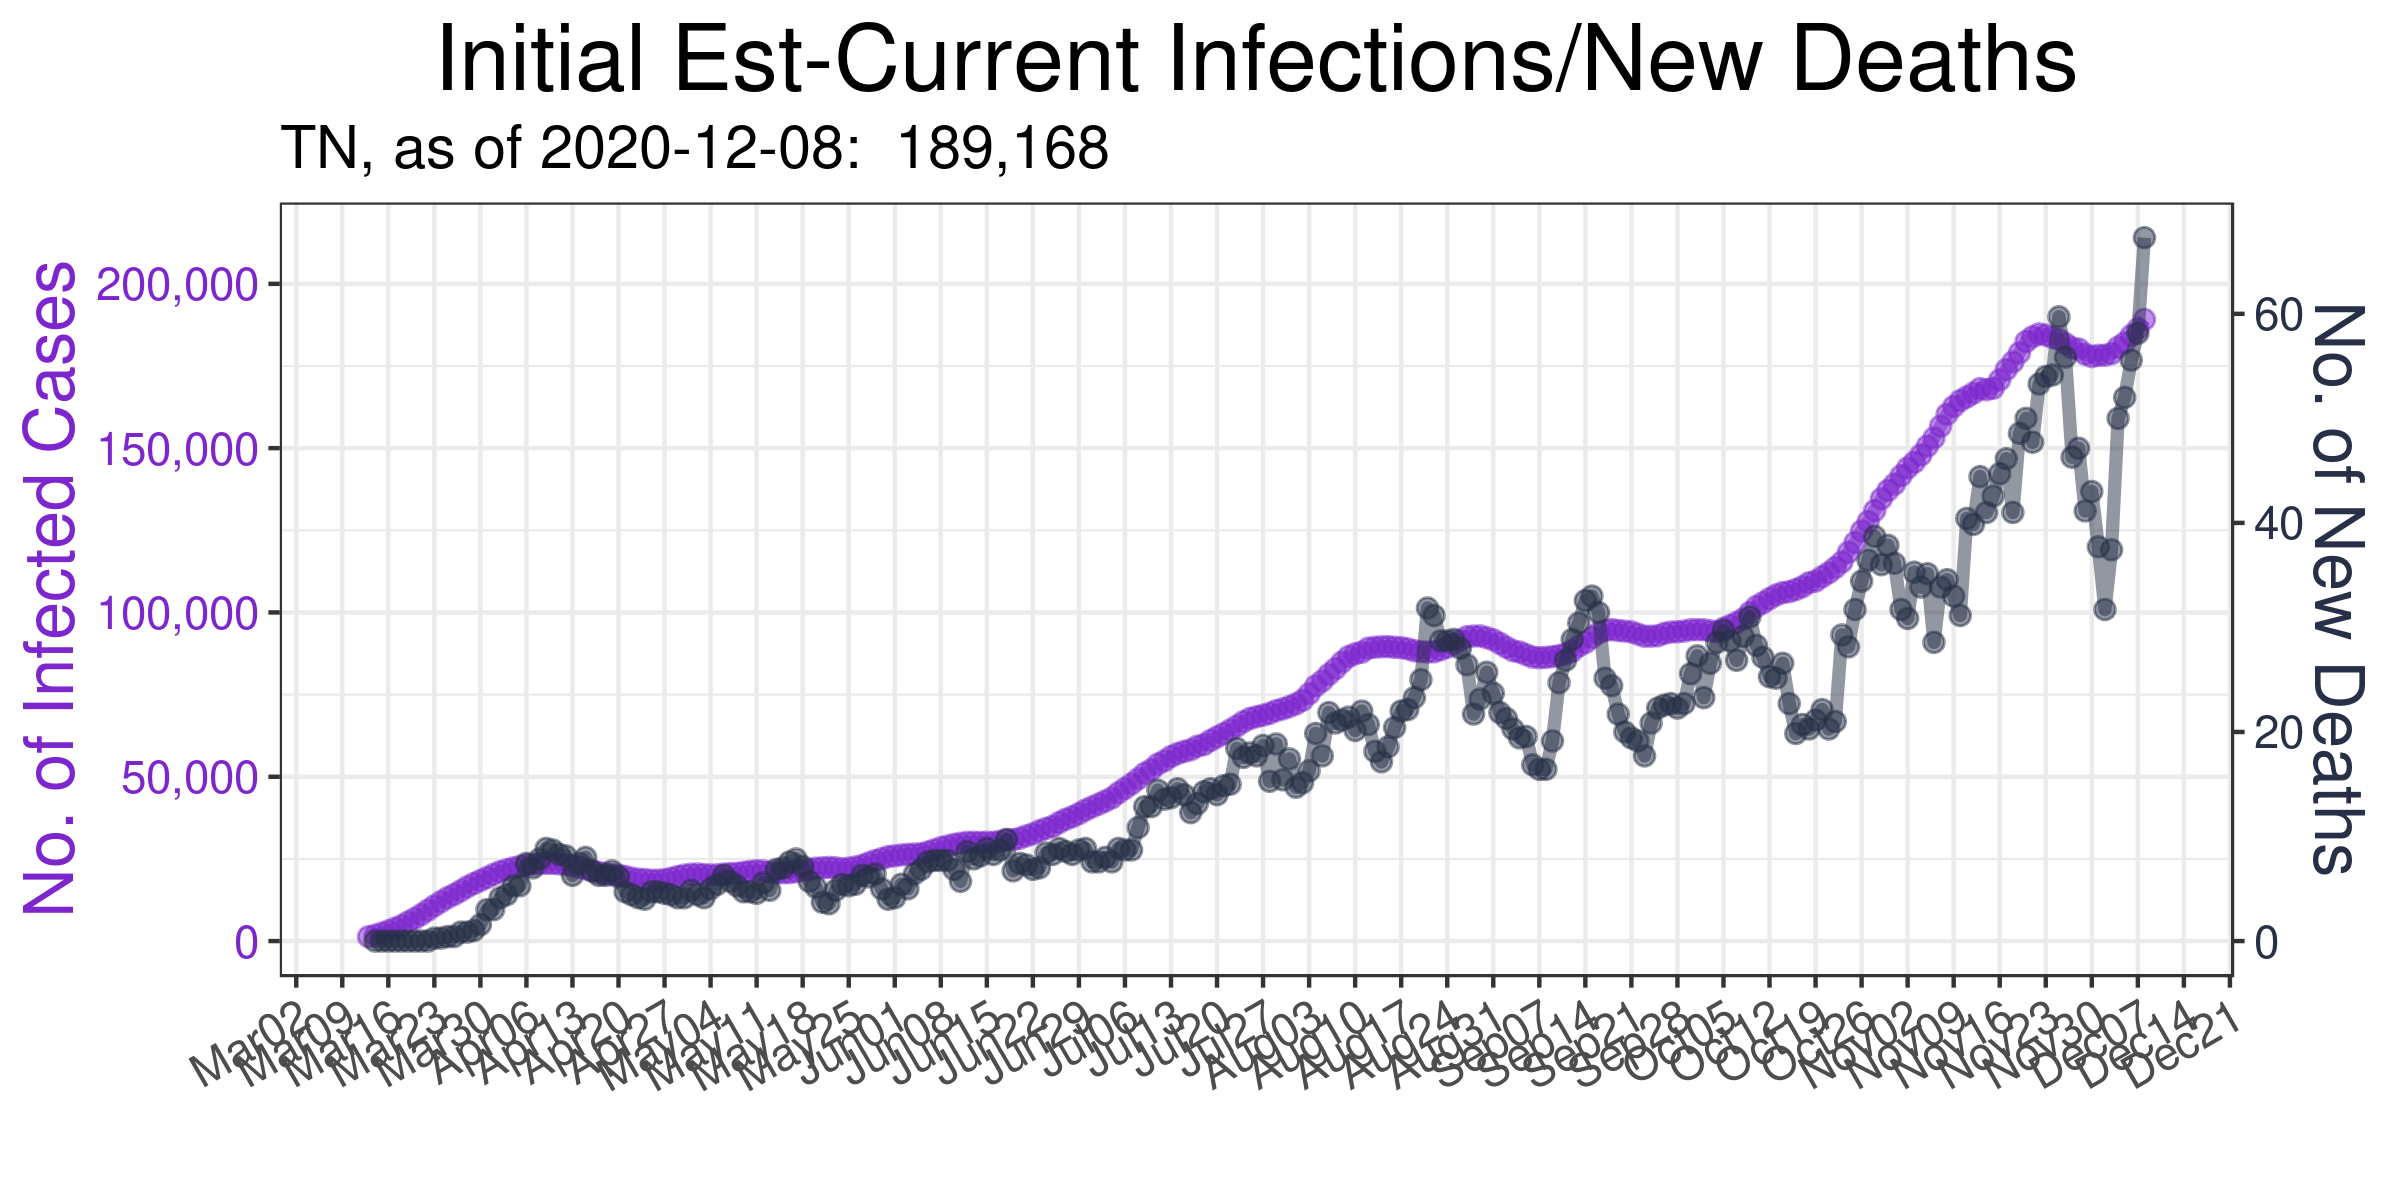 Initial Est-Current Infections/New Deaths
TN, as of 2020-12-08:  189,168
No. of Infected Cases
200,000
150,000
100,000
50,000
0
60
40
20
0
No. of New Deaths
Mar02
Mar09
Mar16
Mar23
Mar30
Apr06
Apr13
Apr20
Apr27
May04
May11
May18
May25
Jun01
Jun08
Jun15
Jun22
Jun29
Jul06
Jul13
Jul20
Jul27
Aug03
Aug10
Aug17
Aug24
Aug31
Sep07
Sep14
Sep21
Sep28
Oct05
Oct12
Oct19
Oct26
Nov02
Nov09
Nov16
Nov23
Nov30
Dec07
Dec14
Dec21